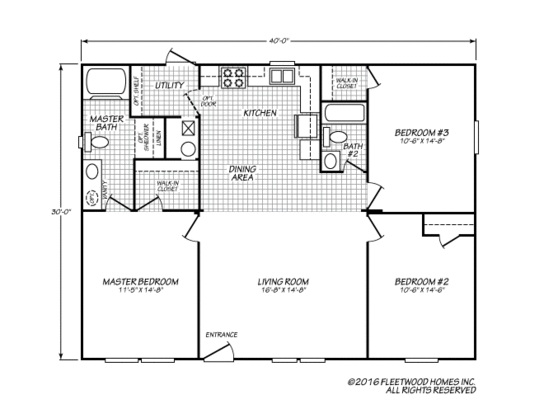 40'-0"
OPT. SHELF
UTILITY
OPT. DOOR
KITCHEN
WALK-IN
CLOSET
MASTER
BATH
OPT.
SHOWER
LINEN
BATH
#2
BEDROOM #3
10'-6" X 14'-8"
DINING
AREA
WALK-IN
CLOSET
VANITY
OPT.
30'-0"
MASTER BEDROOM
11'-5" X 14'-8"
LIVING ROOM
16'-8" X 14'-8"
BEDROOM #2
10'-6" X 14'-6"
ENTRANCE
©2016 FLEETWOOD HOMES INC.
ALL RIGHTS RESERVED